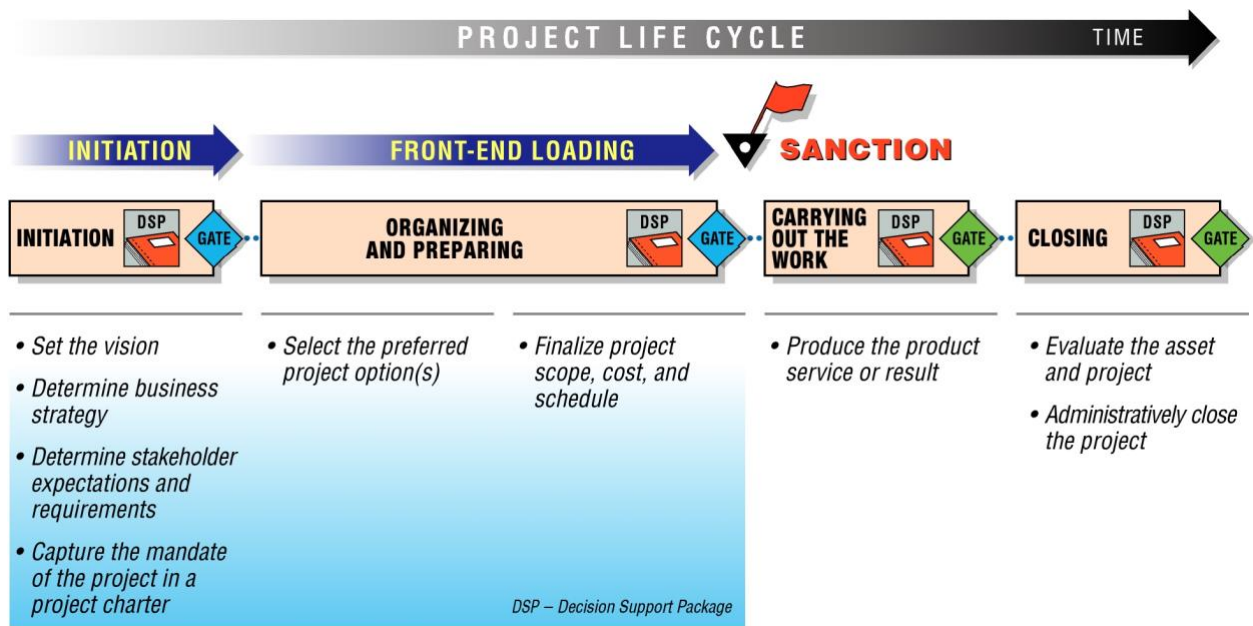 PROJECT LIFE CYCLE
TIME
INITIATION
FRONT-END LOADING
SANCTION
INITIATION
DSP
GATE
ORGANIZING
AND PREPARING
DSP
GATE
CARRYING
OUT THE
WORK
DSP
GATE
CLOSING
DSP
GATE
• Set the vision
• Determine business
strategy
• Determine stakeholder
expectations and
requirements
• Capture the mandate
of the project in a
project charter
• Select the preferred
project option(s)
• Finalize project
scope, cost, and
schedule
• Produce the product
service or result
• Evaluate the asset
and project
• Administratively close
the project
DSP – Decision Support Package